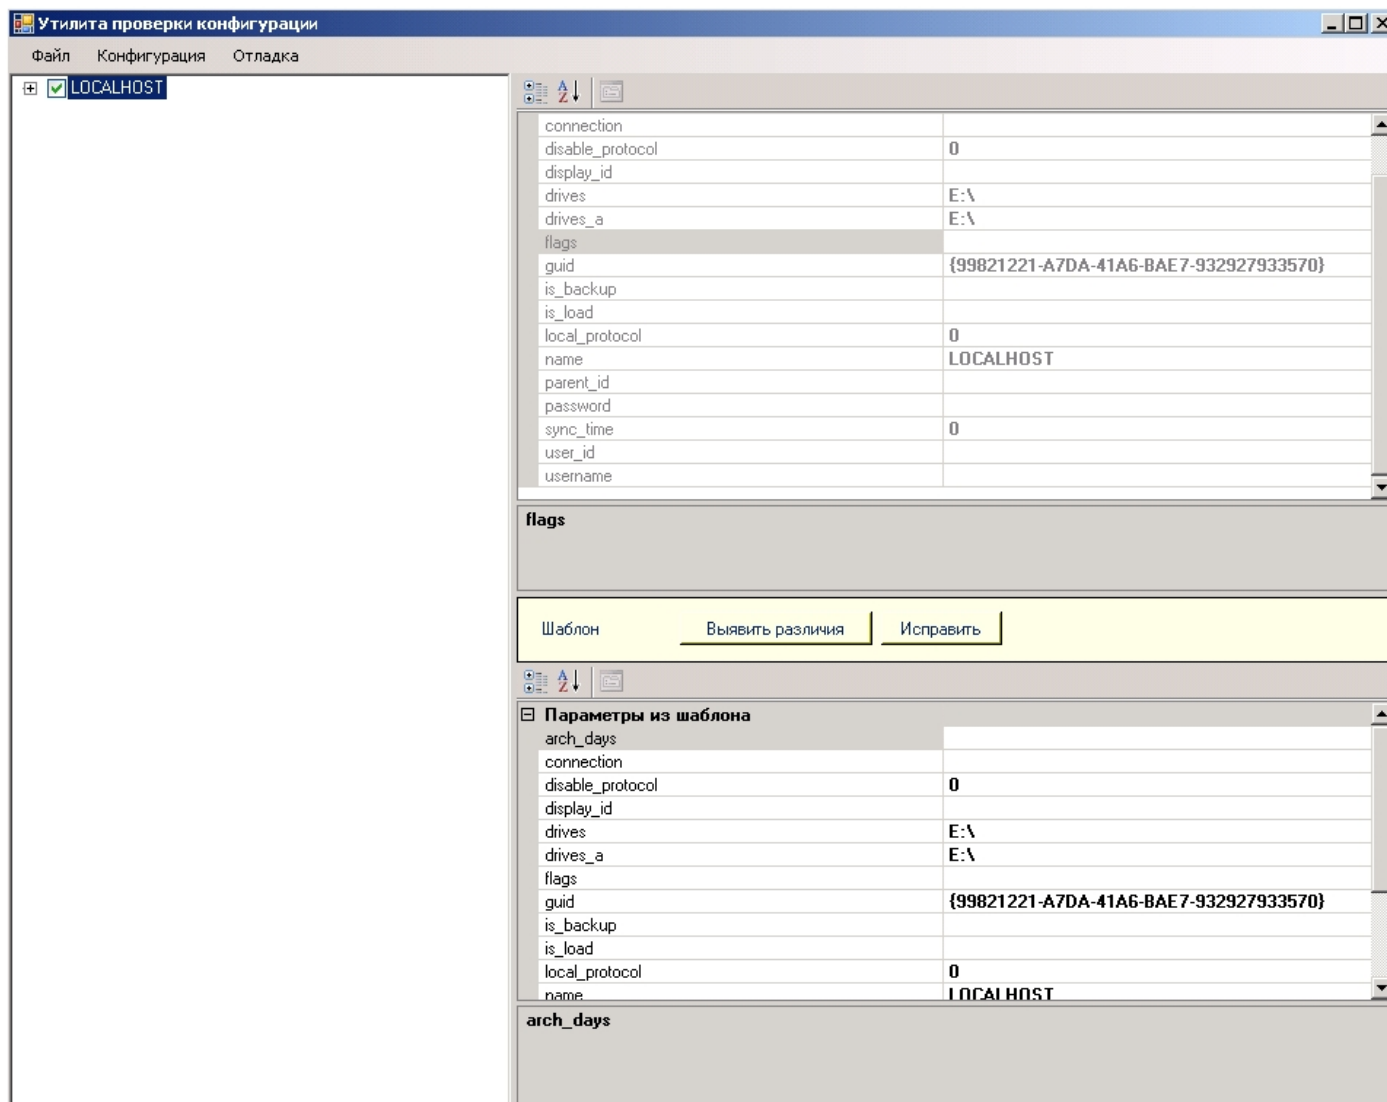 Утилита проверки конфигурации
Файл Конфигурация Отладка
LOCALHOST
connection
disable_protocol 0
display_id
drives E:\
drives_a E:\
flags
guid {99821221-A7DA-41A6-BAE7-932927933570}
is_backup
is_load
local_protocol 0
name LOCALHOST
parent_id
password
sync_time 0
user_id
username
flags
Шаблон Выявить различия Исправить
Параметры из шаблона
arch_days
connection
disable_protocol 0
display_id
drives E:\
drives_a E:\
flags
guid {99821221-A7DA-41A6-BAE7-932927933570}
is_backup
is_load
local_protocol 0
name LOCALHOST
arch_days